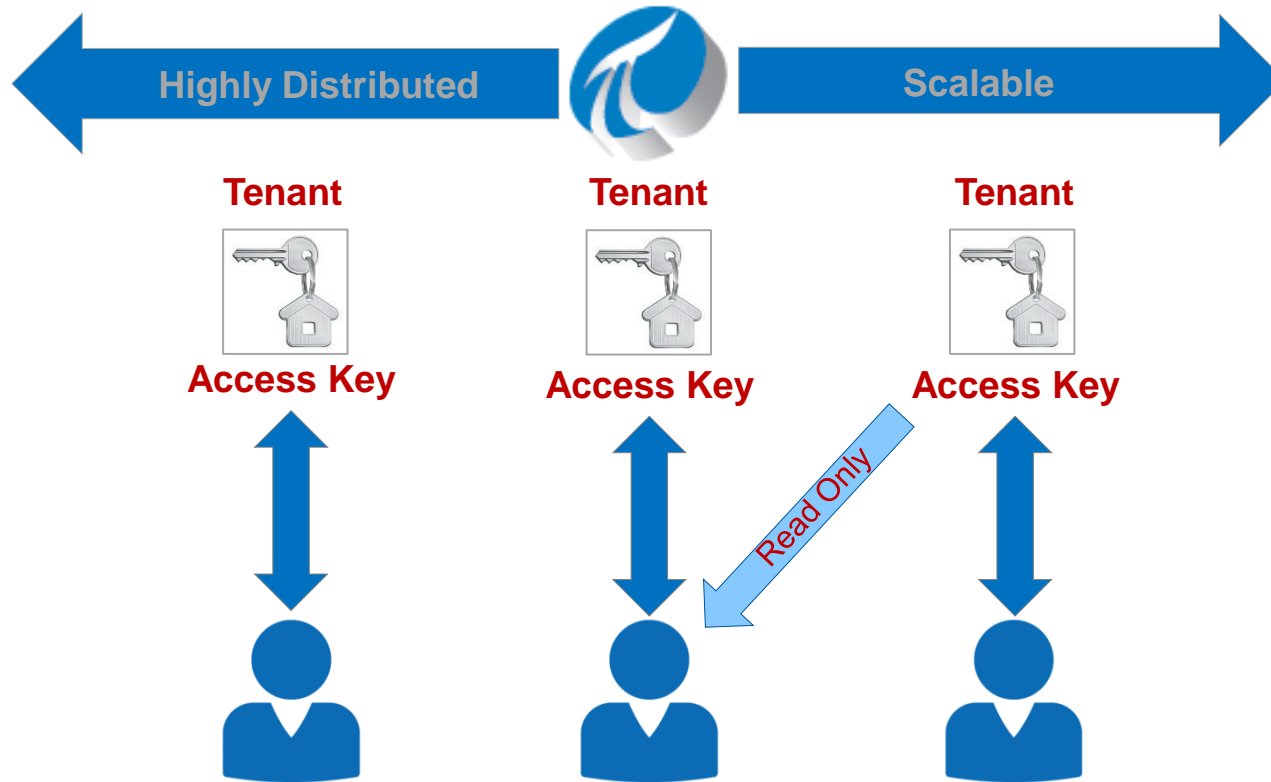 Highly Distributed
Scalable
Tenant
Tenant
Tenant
Access Key
Access Key
Access Key
Read Only